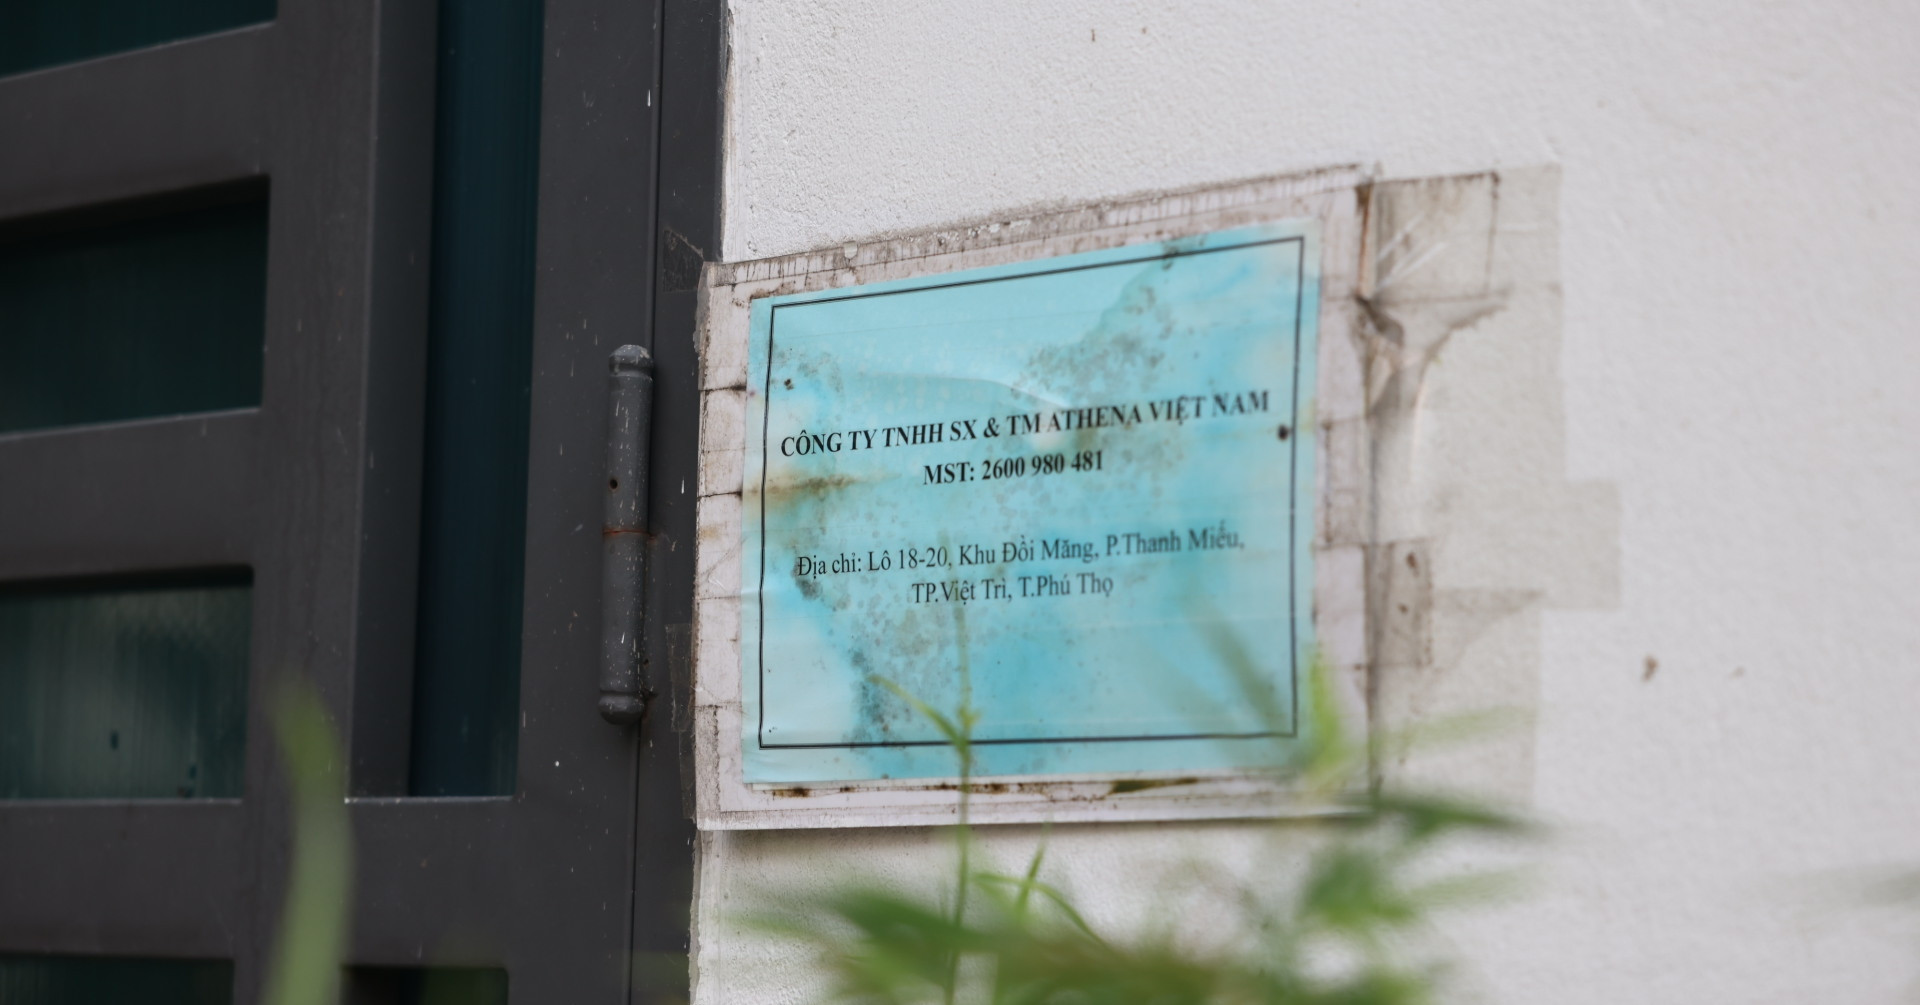 CÔNG TY TNHH SX & TM ATHENA VIỆT NAM
MST: 2600 980 481
Địa chỉ: Lô 18-20, Khu Đồi Măng, P.Thanh Miếu,
TP.Việt Trì, T.Phú Thọ